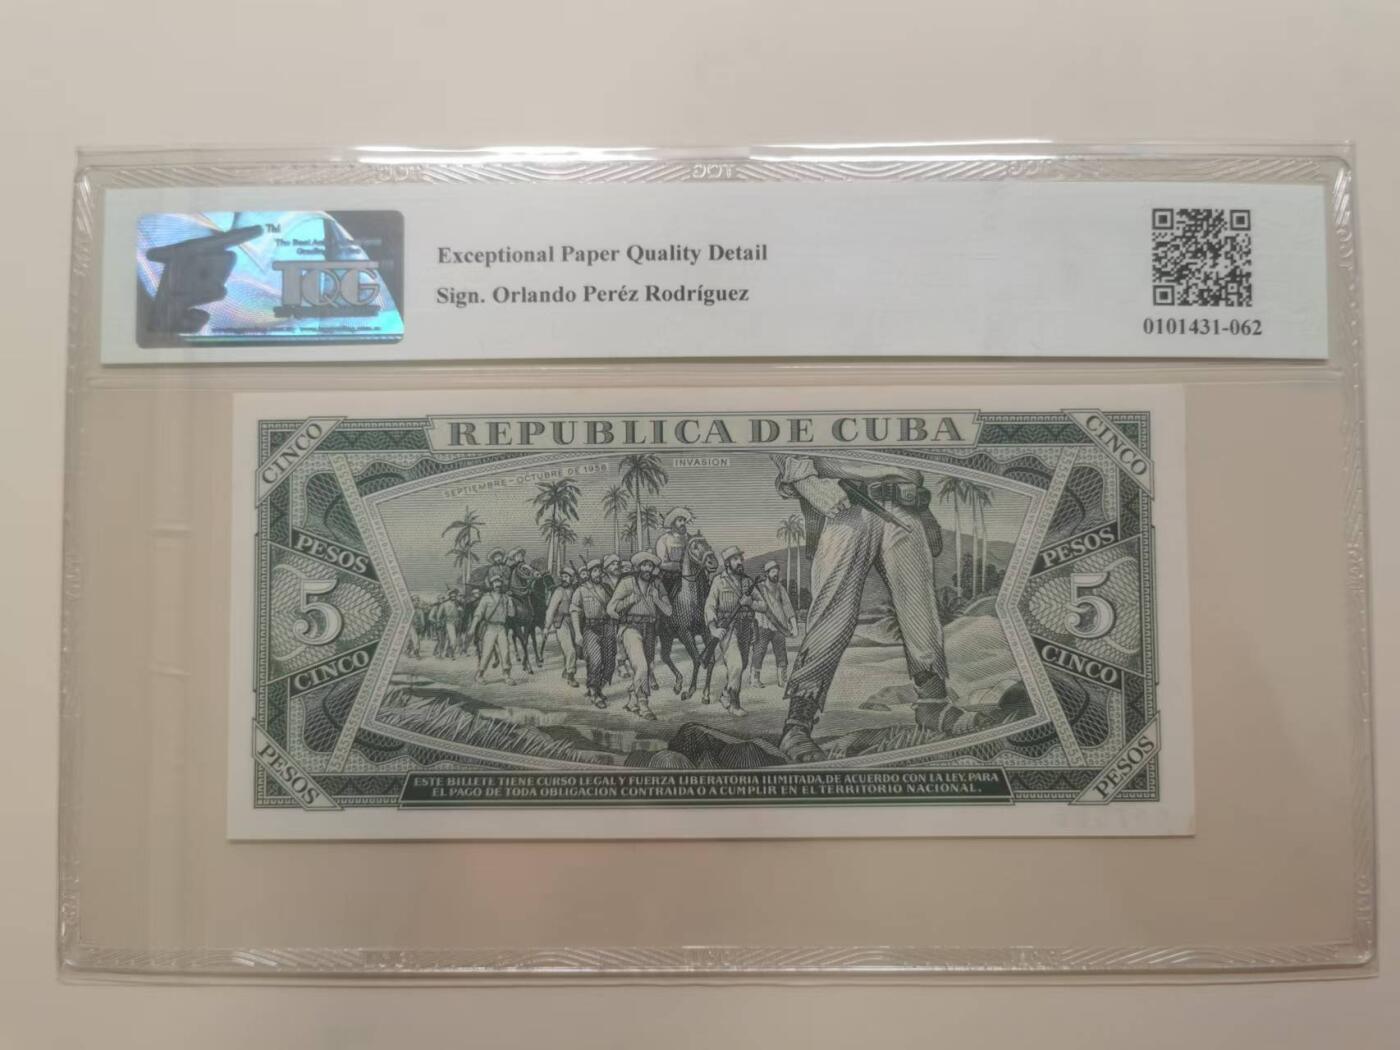 TM
TQG
Exceptional Paper Quality Detail
Sign. Orlando Peréz Rodríguez
0101431-062
CINCO
REPUBLICA DE CUBA
CINCO
SEPTIEMBRE-OCTUBRE DE 1958
INVASION
PESOS
5
CINCO
PESOS
5
CINCO
PESOS
PESOS
ESTE BILLETE TIENE CURSO LEGAL Y FUERZA LIBERATORIA ILIMITADA, DE ACUERDO CON LA LEY, PARA
EL PAGO DE TODA OBLIGACION CONTRAIDA O A CUMPLIR EN EL TERRITORIO NACIONAL.